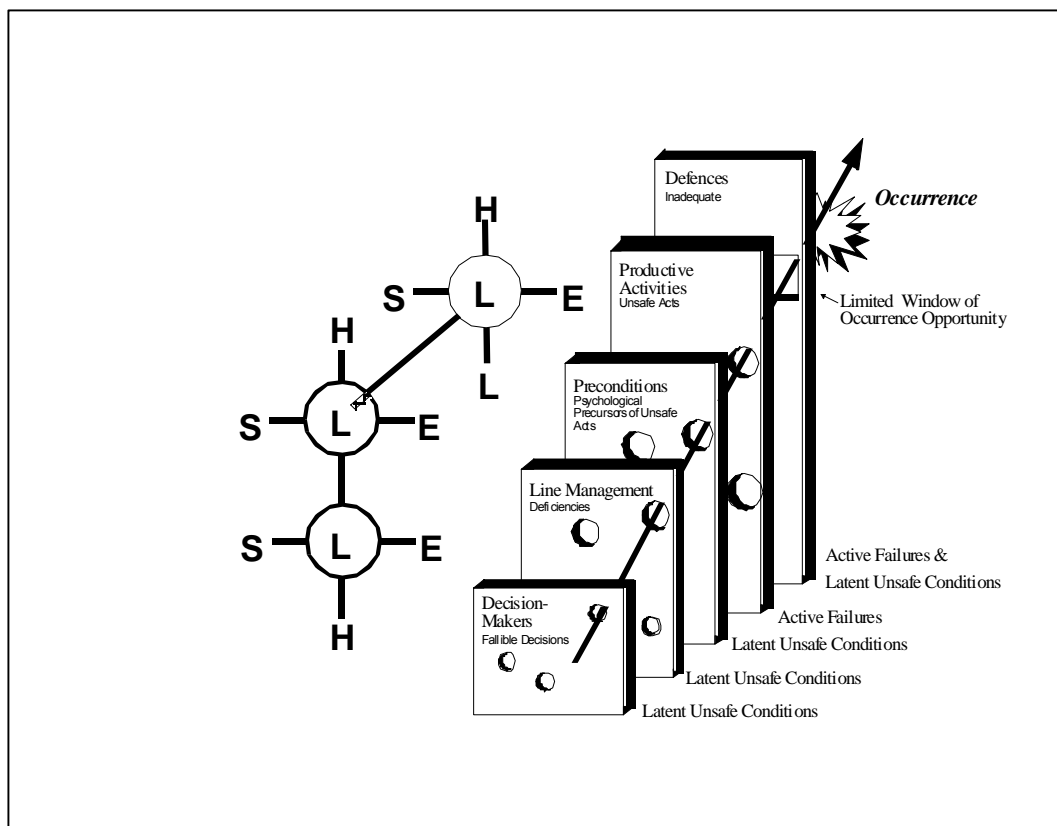 H
S L E
L
H
S L E
S L E
H
Defences
Inadequate
Occurrence
Productive
Activities
Unsafe Acts
Limited Window of
Occurrence Opportunity
Preconditions
Psychological
Precursors of Unsafe
Acts
Line Management
Deficiencies
Decision-
Makers
Fallible Decisions
Active Failures &
Latent Unsafe Conditions
Active Failures
Latent Unsafe Conditions
Latent Unsafe Conditions
Latent Unsafe Conditions